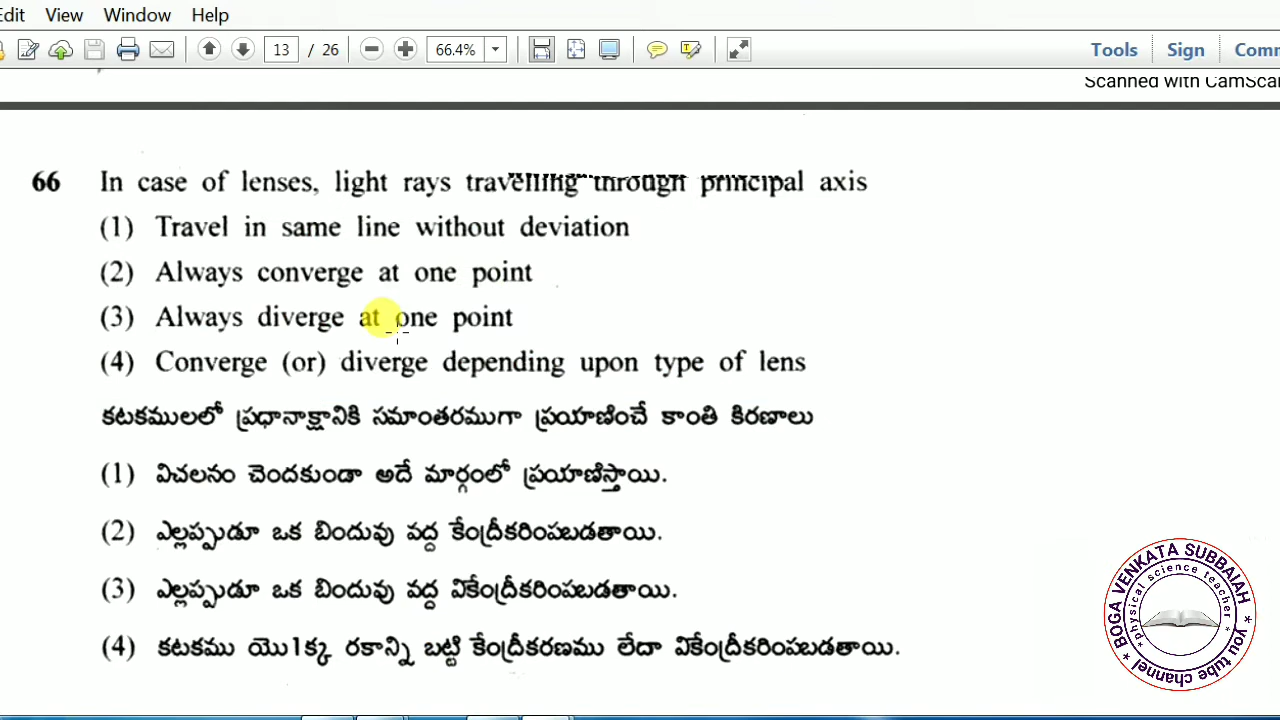 Edit View Window Help
13 / 26 66.4% Tools Sign Comm
Scanned with CamScan
66 In case of lenses, light rays travelling through principal axis
(1) Travel in same line without deviation
(2) Always converge at one point
(3) Always diverge at one point
(4) Converge (or) diverge depending upon type of lens
కటకములలో ప్రధానాక్షానికి సమాంతరముగా ప్రయాణించే కాంతి కిరణాలు
(1) విచలనం చెందకుండా అదే మార్గంలో ప్రయాణిస్తాయి.
(2) ఎల్లప్పుడూ ఒక బిందువు వద్ద కేంద్రీకరింపబడతాయి.
(3) ఎల్లప్పుడూ ఒక బిందువు వద్ద వికేంద్రీకరింపబడతాయి.
(4) కటకము యొ1క్క రకాన్ని బట్టి కేంద్రీకరణము లేదా వికేంద్రీకరింపబడతాయి.
* BOGA VENKATA SUBBAIAH *
* physical science teacher *
you tube channel